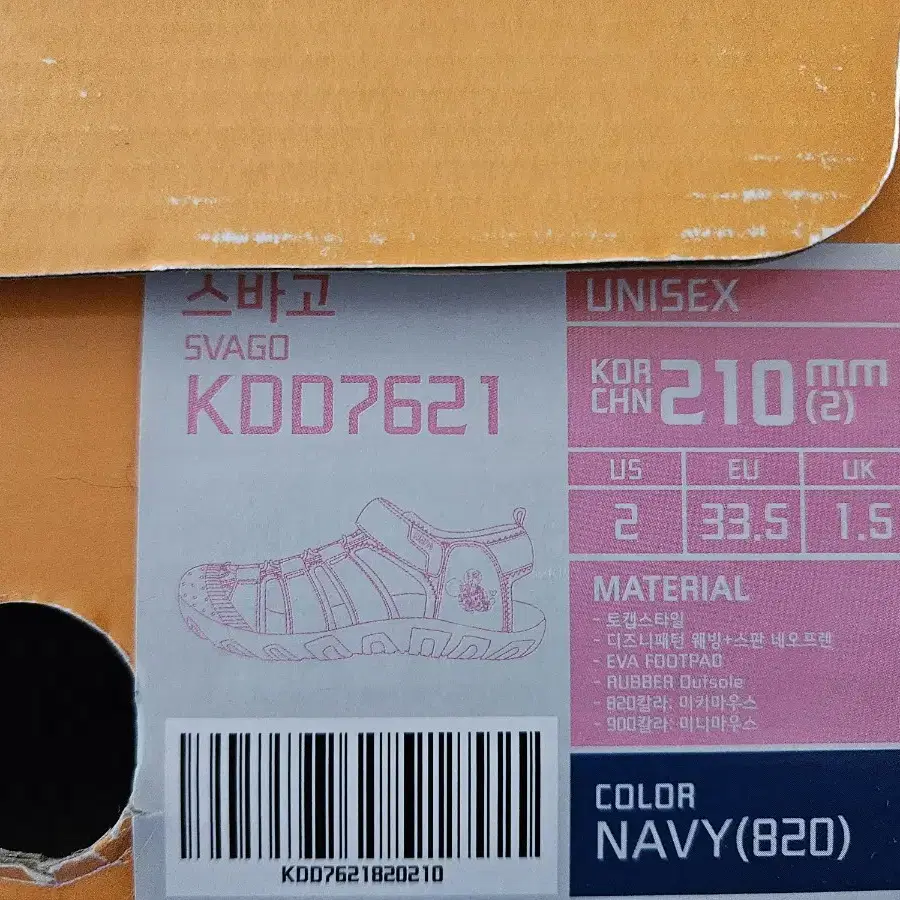 스바고
SVAGO
KDD7621
KDD7621820210
UNISEX
KOR
CHN
210 mm
(2)
US EU UK
2 33.5 1.5
MATERIAL
- 토캡스타일
- 디즈니패턴 웨빙+스판 네오프렌
- EVA FOOTPAD
- RUBBER Outsole
- 820칼라: 미키마우스
- 900칼라: 미니마우스
COLOR
NAVY(820)